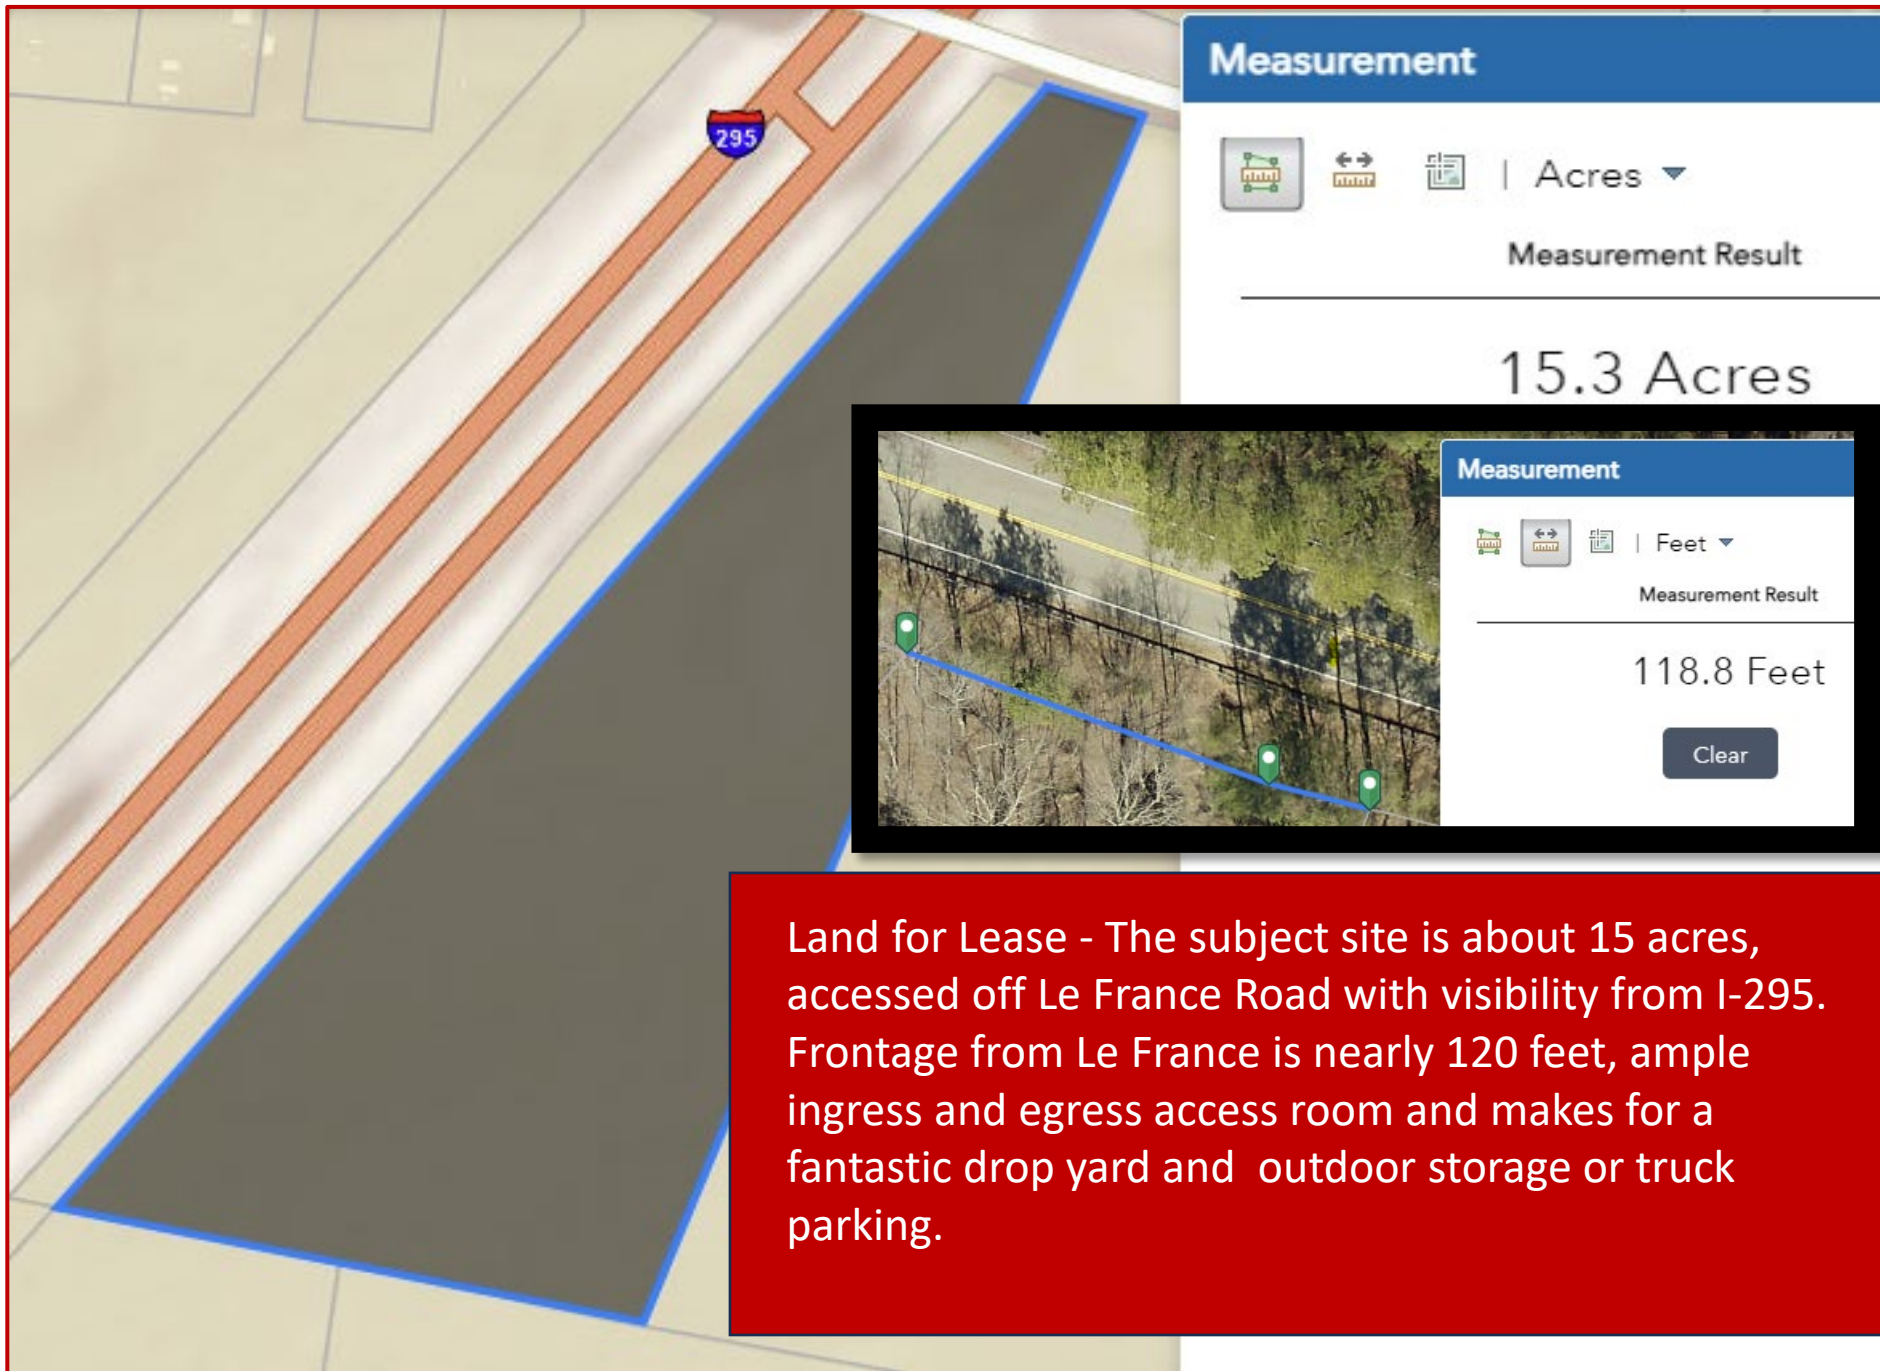 295
Measurement
| Acres
Measurement Result
15.3 Acres
Measurement
| Feet
Measurement Result
118.8 Feet
Clear
Land for Lease - The subject site is about 15 acres,
accessed off Le France Road with visibility from I-295.
Frontage from Le France is nearly 120 feet, ample
ingress and egress access room and makes for a
fantastic drop yard and  outdoor storage or truck
parking.